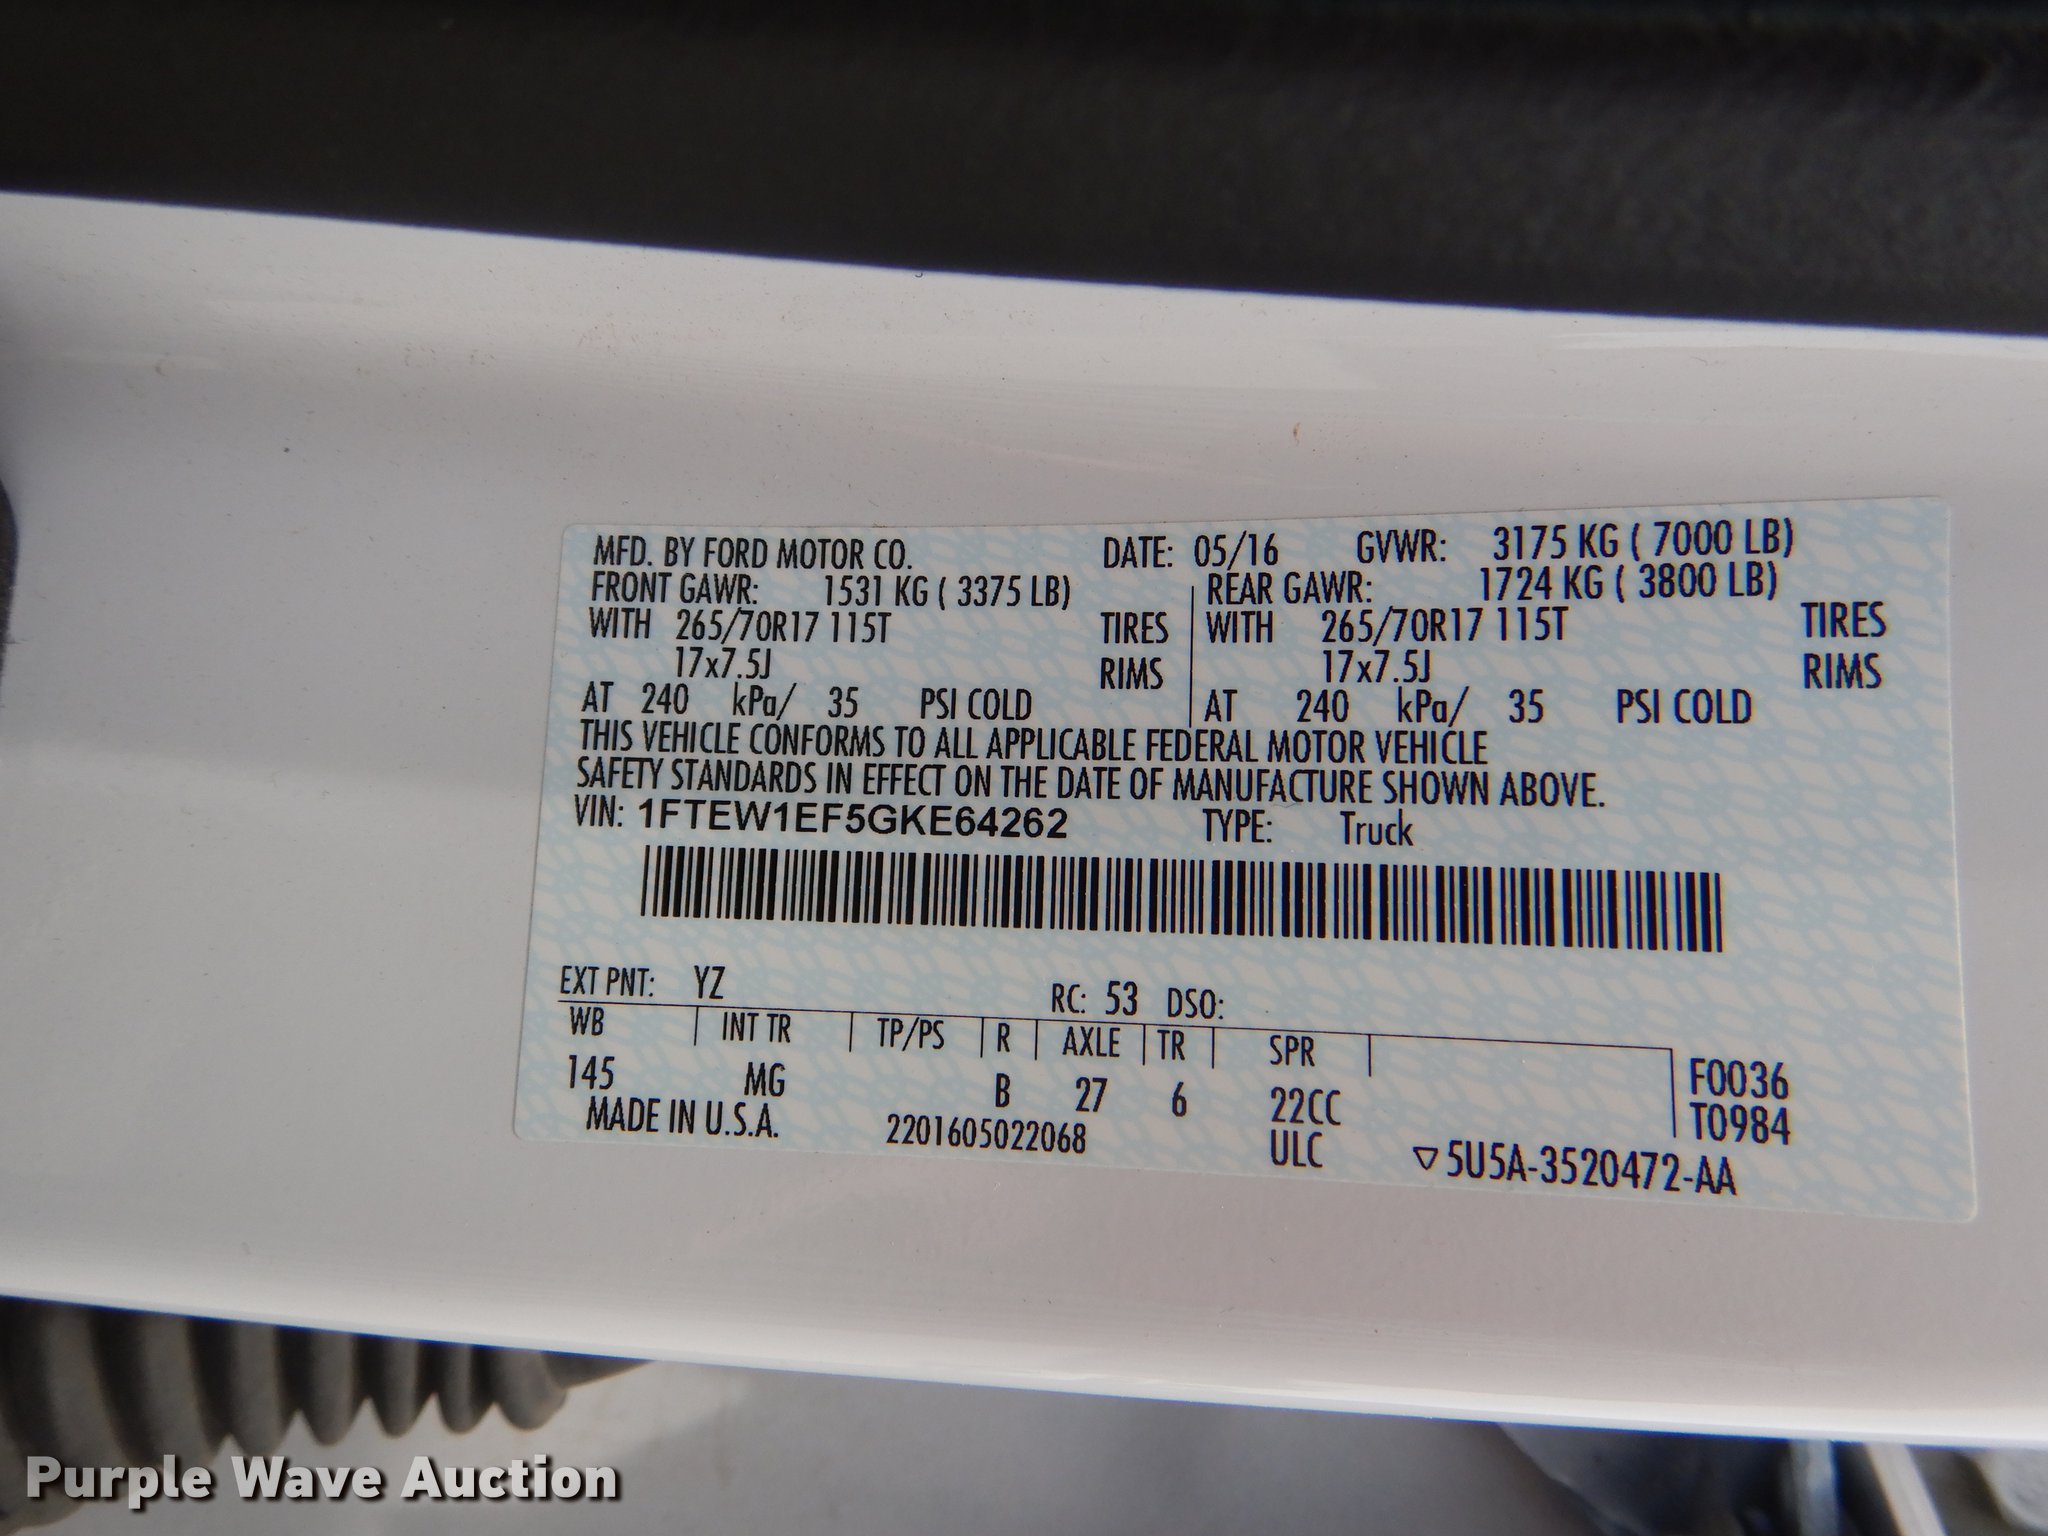 MFD. BY FORD MOTOR CO. DATE: 05/16 GVWR: 3175 KG ( 7000 LB)
FRONT GAWR: 1531 KG ( 3375 LB) REAR GAWR: 1724 KG ( 3800 LB)
WITH 265/70R17 115T TIRES WITH 265/70R17 115T TIRES
17x7.5J RIMS 17x7.5J RIMS
AT 240 kPa/ 35 PSI COLD AT 240 kPa/ 35 PSI COLD
THIS VEHICLE CONFORMS TO ALL APPLICABLE FEDERAL MOTOR VEHICLE
SAFETY STANDARDS IN EFFECT ON THE DATE OF MANUFACTURE SHOWN ABOVE.
VIN: 1FTEW1EF5GKE64262 TYPE: Truck
EXT PNT: YZ RC: 53 DSO:
WB INT TR TP/PS R AXLE TR SPR
145 MG B 27 6 22CC F0036
T0984
MADE IN U.S.A. 2201605022068 ULC ▽5U5A-3520472-AA
Purple Wave Auction